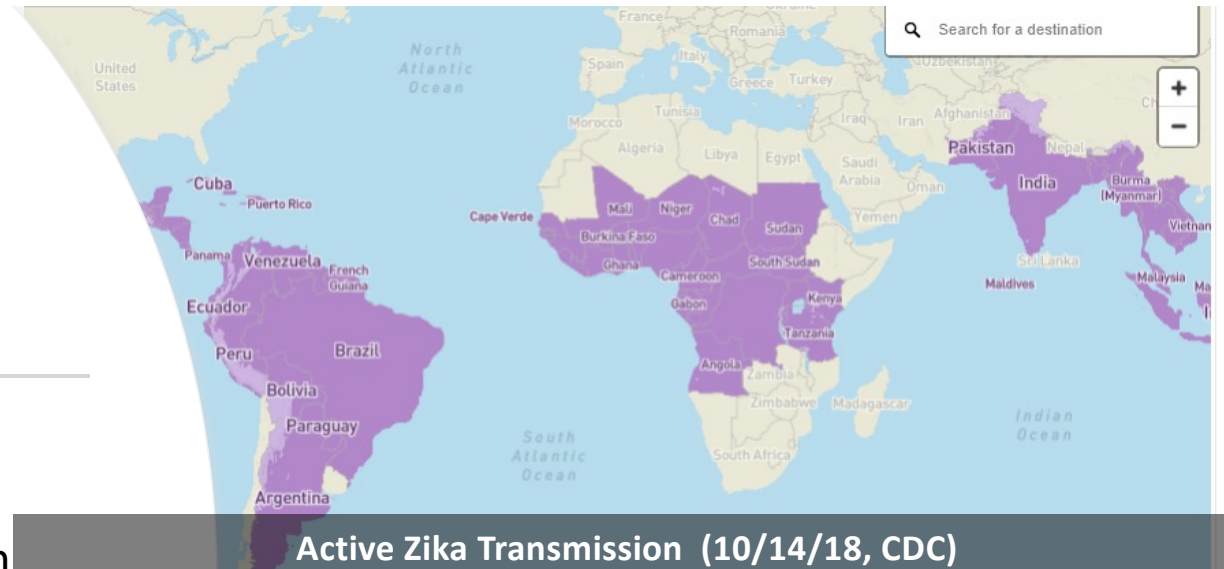 Search for a destination
+
−
United
States
North
Atlantic
Ocean
France
Romania
Spain
Italy
Greece
Turkey
Uzbekistan
Morocco
Tunisia
Algeria
Libya
Egypt
Iraq
Iran
Afghanistan
Saudi
Arabia
Oman
Yemen
Pakistan
Nepal
India
Burma
(Myanmar)
Vietnam
Sri Lanka
Maldives
Malaysia
Cuba
Puerto Rico
Panama
Venezuela
French
Guiana
Ecuador
Peru
Brazil
Bolivia
Paraguay
Argentina
Cape Verde
Mali
Niger
Chad
Sudan
Burkina Faso
Ghana
Cameroon
South Sudan
Gabon
Kenya
Tanzania
Angola
Zambia
Zimbabwe
Madagascar
South Africa
South
Atlantic
Ocean
Indian
Ocean
Active Zika Transmission (10/14/18, CDC)